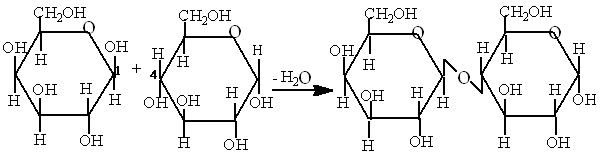 CH₂OH CH₂OH CH₂OH CH₂OH
O O O O
OH H OH H H H OH H H OH
1 + 4 -H₂O O
H OH H H OH OH H OH H OH H H OH H H
H OH H OH H OH H OH